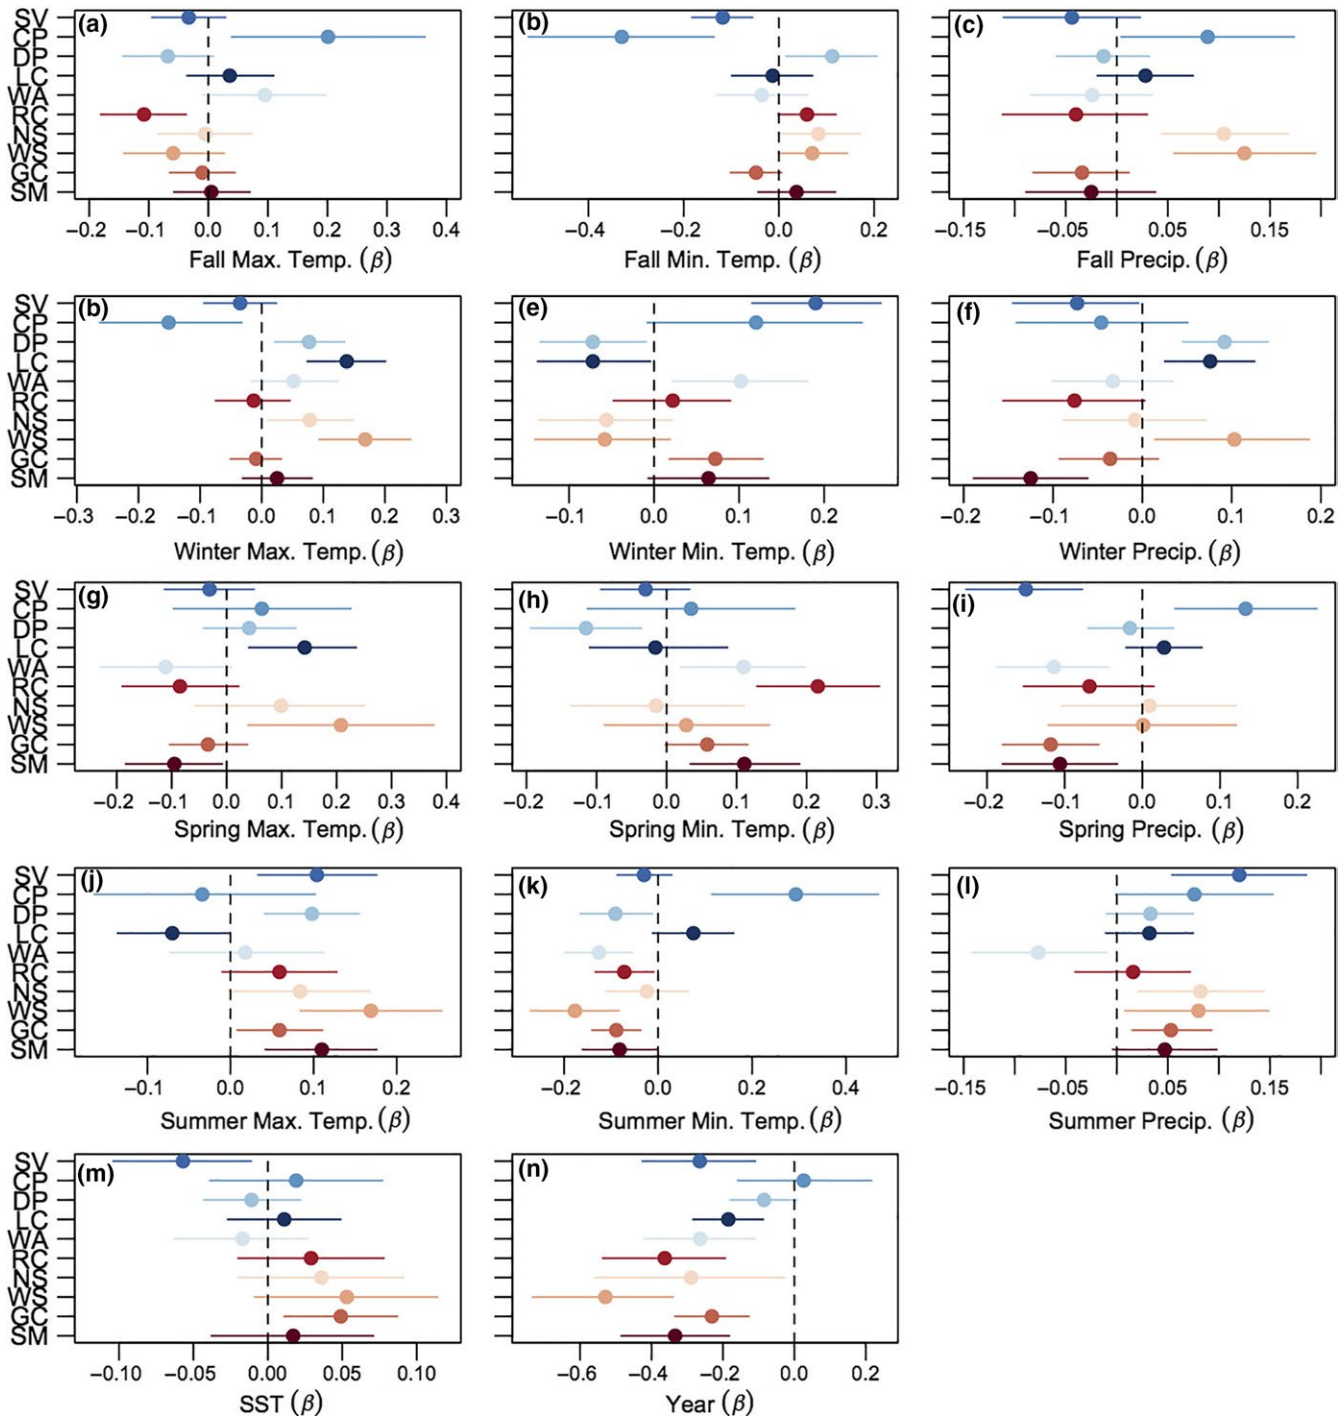 SV (a) (b) (c)
CP
DP
LC
WA
RC
NS
WS
GC
SM
−0.2 −0.1 0.0 0.1 0.2 0.3 0.4 −0.4 −0.2 0.0 0.2 −0.15 −0.05 0.05 0.15
Fall Max. Temp. (β) Fall Min. Temp. (β) Fall Precip. (β)
SV (b) (e) (f)
CP
DP
LC
WA
RC
NS
WS
GC
SM
−0.3 −0.2 −0.1 0.0 0.1 0.2 0.3 −0.1 0.0 0.1 0.2 −0.2 −0.1 0.0 0.1 0.2
Winter Max. Temp. (β) Winter Min. Temp. (β) Winter Precip. (β)
SV (g) (h) (i)
CP
DP
LC
WA
RC
NS
WS
GC
SM
−0.2 −0.1 0.0 0.1 0.2 0.3 0.4 −0.2 −0.1 0.0 0.1 0.2 0.3 −0.2 −0.1 0.0 0.1 0.2
Spring Max. Temp. (β) Spring Min. Temp. (β) Spring Precip. (β)
SV (j) (k) (l)
CP
DP
LC
WA
RC
NS
WS
GC
SM
−0.1 0.0 0.1 0.2 −0.2 0.0 0.2 0.4 −0.15 −0.05 0.05 0.15
Summer Max. Temp. (β) Summer Min. Temp. (β) Summer Precip. (β)
SV (m) (n)
CP
DP
LC
WA
RC
NS
WS
GC
SM
−0.10 −0.05 0.00 0.05 0.10 −0.6 −0.4 −0.2 0.0 0.2
SST (β) Year (β)